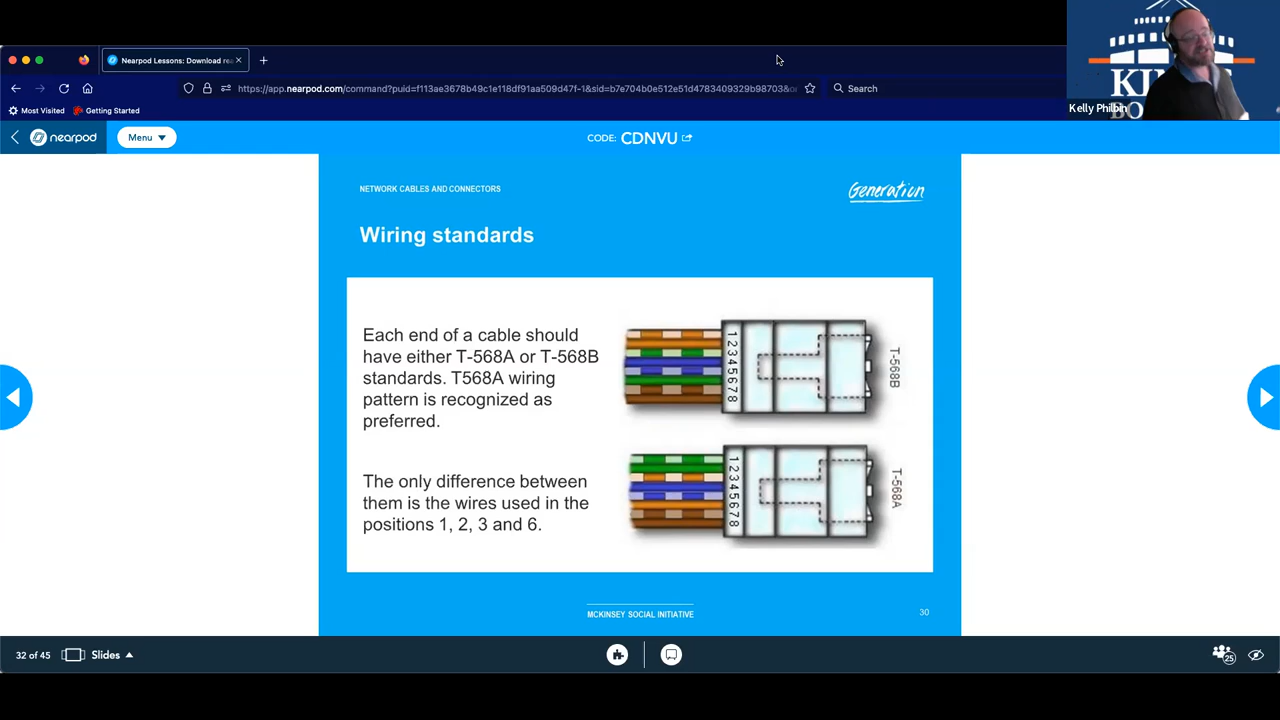 Nearpod Lessons: Download rea
https://app.nearpod.com/command?puid=f113ae3678b49c1e118df91aa509d47f-1&sid=b7e704b0e512e51d4783409329b98703&o
Search
Most Visited
Getting Started
Kelly Philbin
nearpod
Menu
CODE: CDNVU
NETWORK CABLES AND CONNECTORS
Generation
Wiring standards
Each end of a cable should
have either T-568A or T-568B
standards. T568A wiring
pattern is recognized as
preferred.
The only difference between
them is the wires used in the
positions 1, 2, 3 and 6.
12345678
T-568B
12345678
T-568A
MCKINSEY SOCIAL INITIATIVE
30
32 of 45
Slides
25